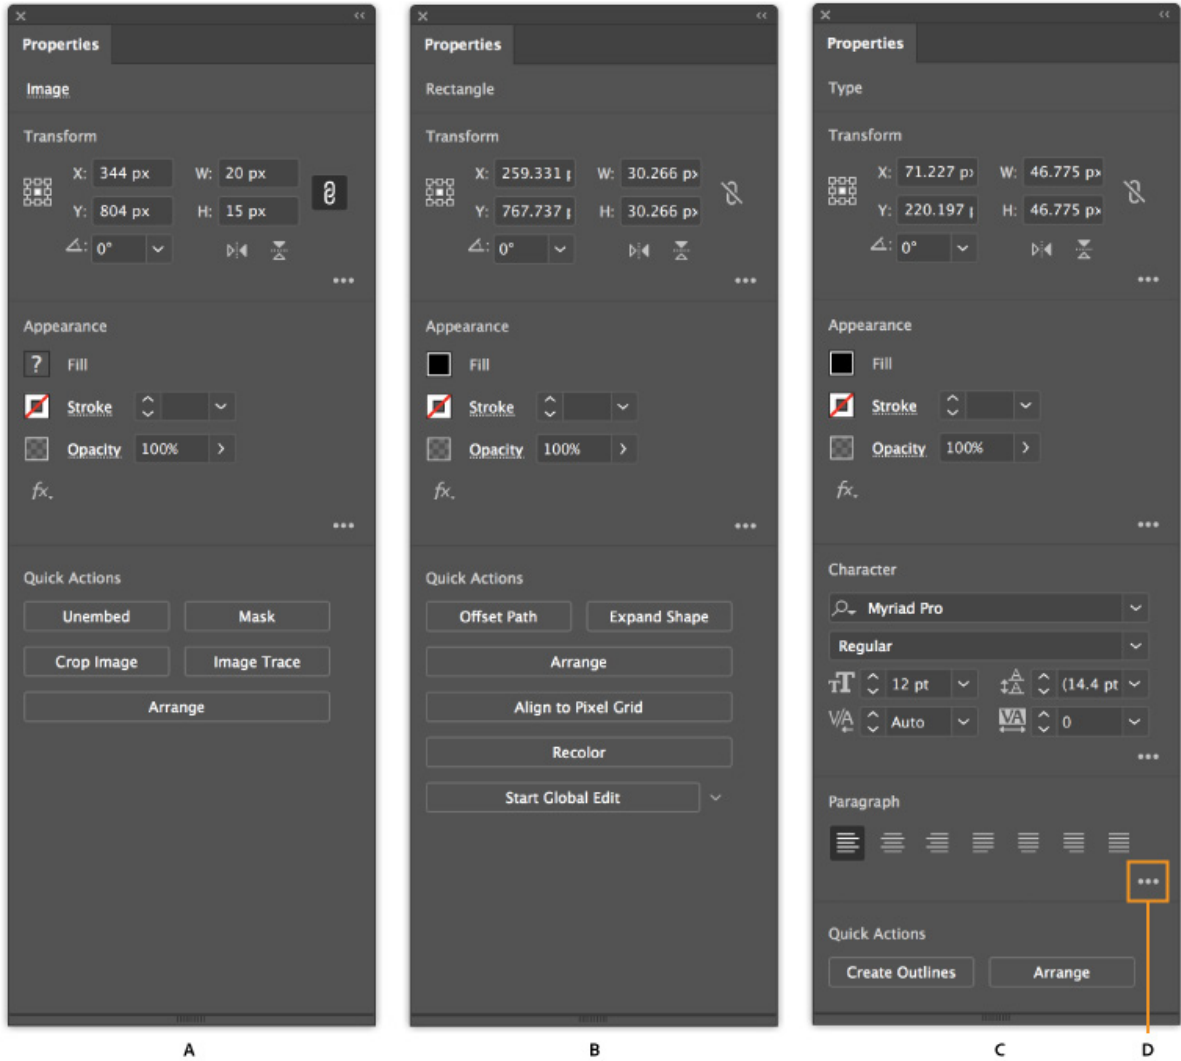 Properties
Image
Transform
X: 344 px W: 20 px
Y: 804 px H: 15 px
0°
Appearance
? Fill
Stroke
Opacity 100%
fx.
Quick Actions
Unembed Mask
Crop Image Image Trace
Arrange
A
Properties
Rectangle
Transform
X: 259.331 W: 30.266 px
Y: 767.737 H: 30.266 px
0°
Appearance
Fill
Stroke
Opacity 100%
fx.
Quick Actions
Offset Path Expand Shape
Arrange
Align to Pixel Grid
Recolor
Start Global Edit
B
Properties
Type
Transform
X: 71.227 px W: 46.775 px
Y: 220.197 H: 46.775 px
0°
Appearance
Fill
Stroke
Opacity 100%
fx.
Character
Myriad Pro
Regular
TT 12 pt (14.4 pt
V/A Auto VA 0
Paragraph
Quick Actions
Create Outlines Arrange
C D